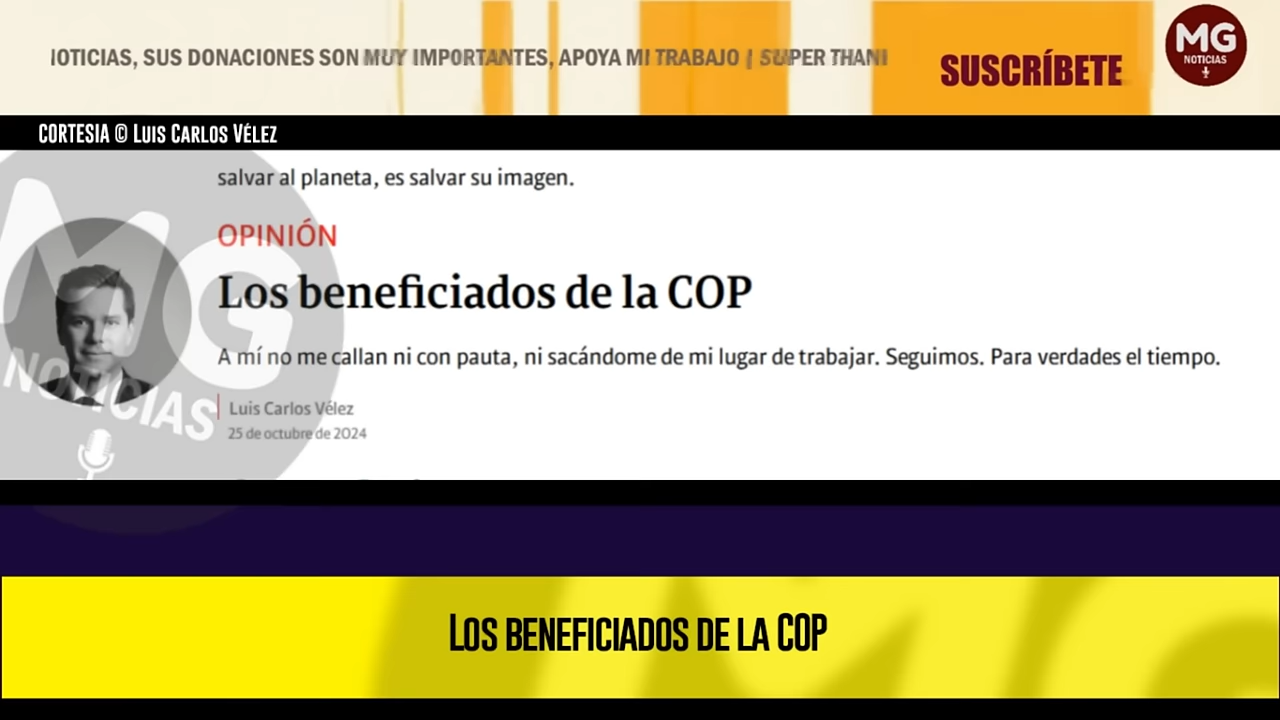 NOTICIAS, SUS DONACIONES SON MUY IMPORTANTES, APOYA MI TRABAJO | SUPER THAN
SUSCRÍBETE
MG
NOTICIAS
CORTESIA © LUIS CARLOS VÉLEZ
salvar al planeta, es salvar su imagen.
OPINIÓN
Los beneficiados de la COP
A mí no me callan ni con pauta, ni sacándome de mi lugar de trabajar. Seguimos. Para verdades el tiempo.
Luis Carlos Vélez
25 de octubre de 2024
MG
NOTICIAS
LOS BENEFICIADOS DE LA COP